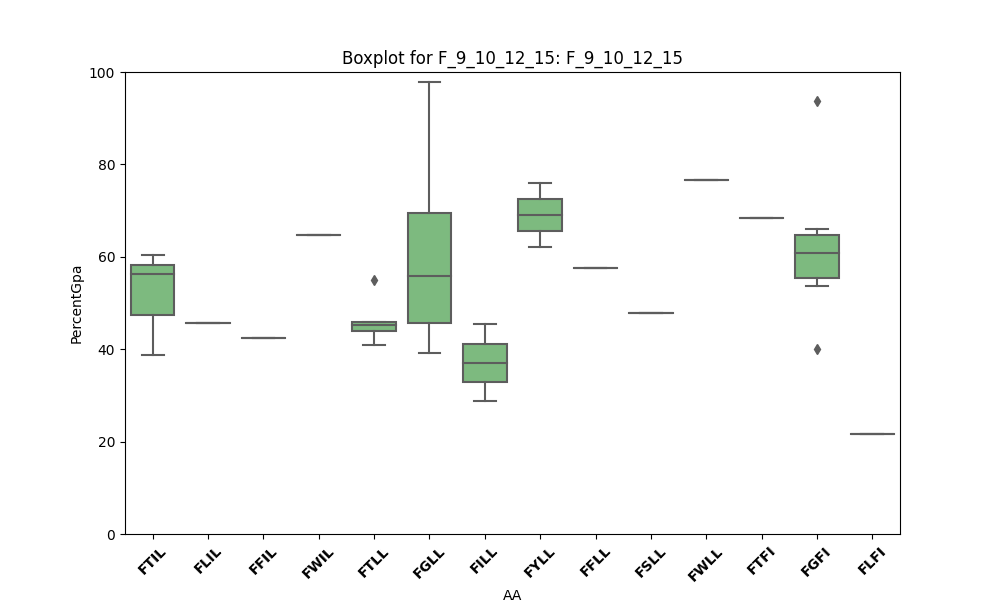 Boxplot for F_9_10_12_15: F_9_10_12_15
PercentGpa
100
80
60
40
20
0
FTIL FLIL FFIL FWIL FTLL FGLL FILL FYLL FFLL FSLL FWLL FTFI FGFI FLFI
AA